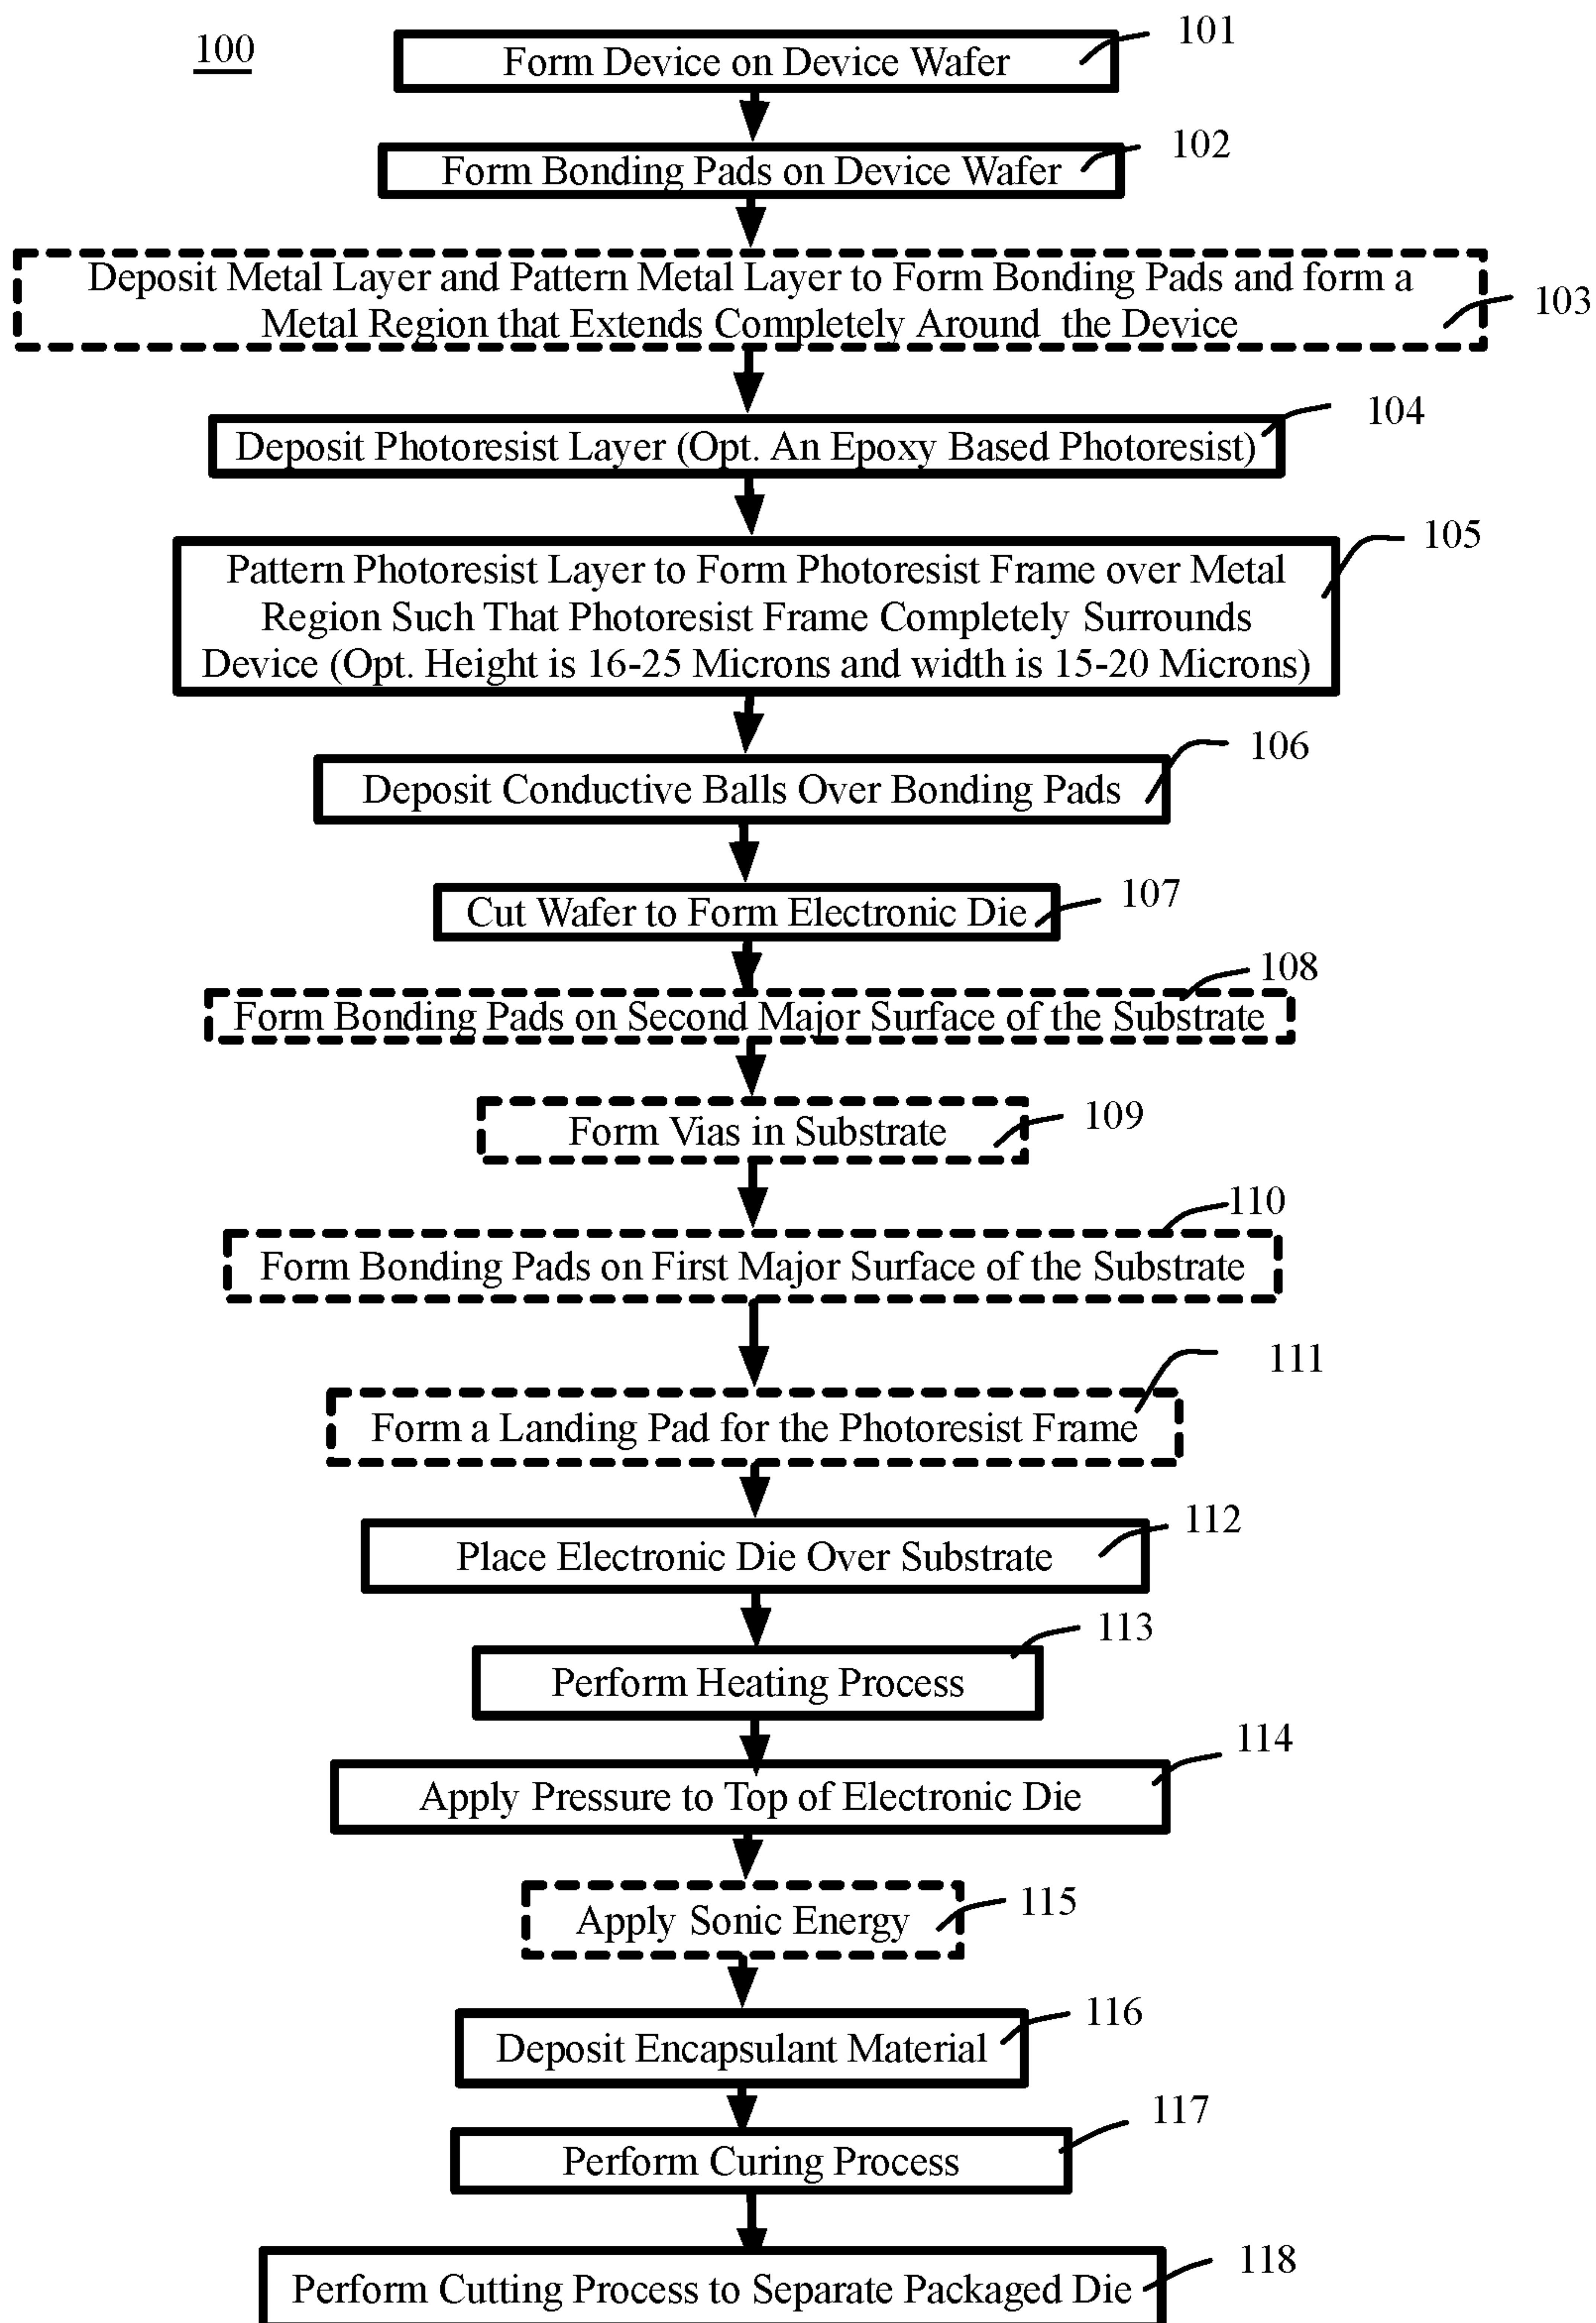 100
Form Device on Device Wafer
101
Form Bonding Pads on Device Wafer
102
Deposit Metal Layer and Pattern Metal Layer to Form Bonding Pads and form a
Metal Region that Extends Completely Around the Device
103
Deposit Photoresist Layer (Opt. An Epoxy Based Photoresist)
104
Pattern Photoresist Layer to Form Photoresist Frame over Metal
Region Such That Photoresist Frame Completely Surrounds
Device (Opt. Height is 16-25 Microns and width is 15-20 Microns)
105
Deposit Conductive Balls Over Bonding Pads
106
Cut Wafer to Form Electronic Die
107
Form Bonding Pads on Second Major Surface of the Substrate
108
Form Vias in Substrate
109
Form Bonding Pads on First Major Surface of the Substrate
110
Form a Landing Pad for the Photoresist Frame
111
Place Electronic Die Over Substrate
112
Perform Heating Process
113
Apply Pressure to Top of Electronic Die
114
Apply Sonic Energy
115
Deposit Encapsulant Material
116
Perform Curing Process
117
Perform Cutting Process to Separate Packaged Die
118